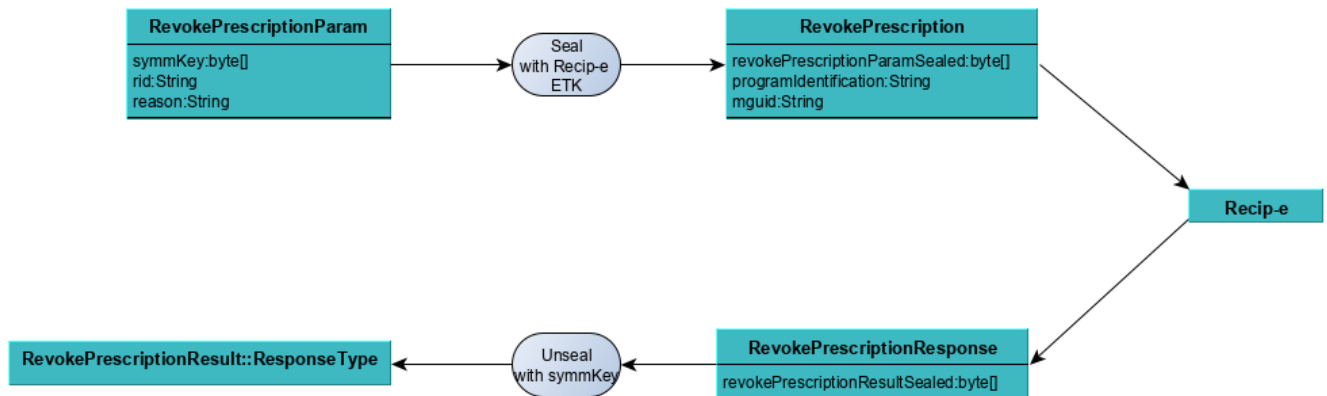 RevokePrescriptionParam
symmKey:byte[]
rid:String
reason:String
Seal
with Recip-e
ETK
RevokePrescription
revokePrescriptionParamSealed:byte[]
programIdentification:String
mguid:String
Recip-e
RevokePrescriptionResult::ResponseType
Unseal
with symmKey
RevokePrescriptionResponse
revokePrescriptionResultSealed:byte[]